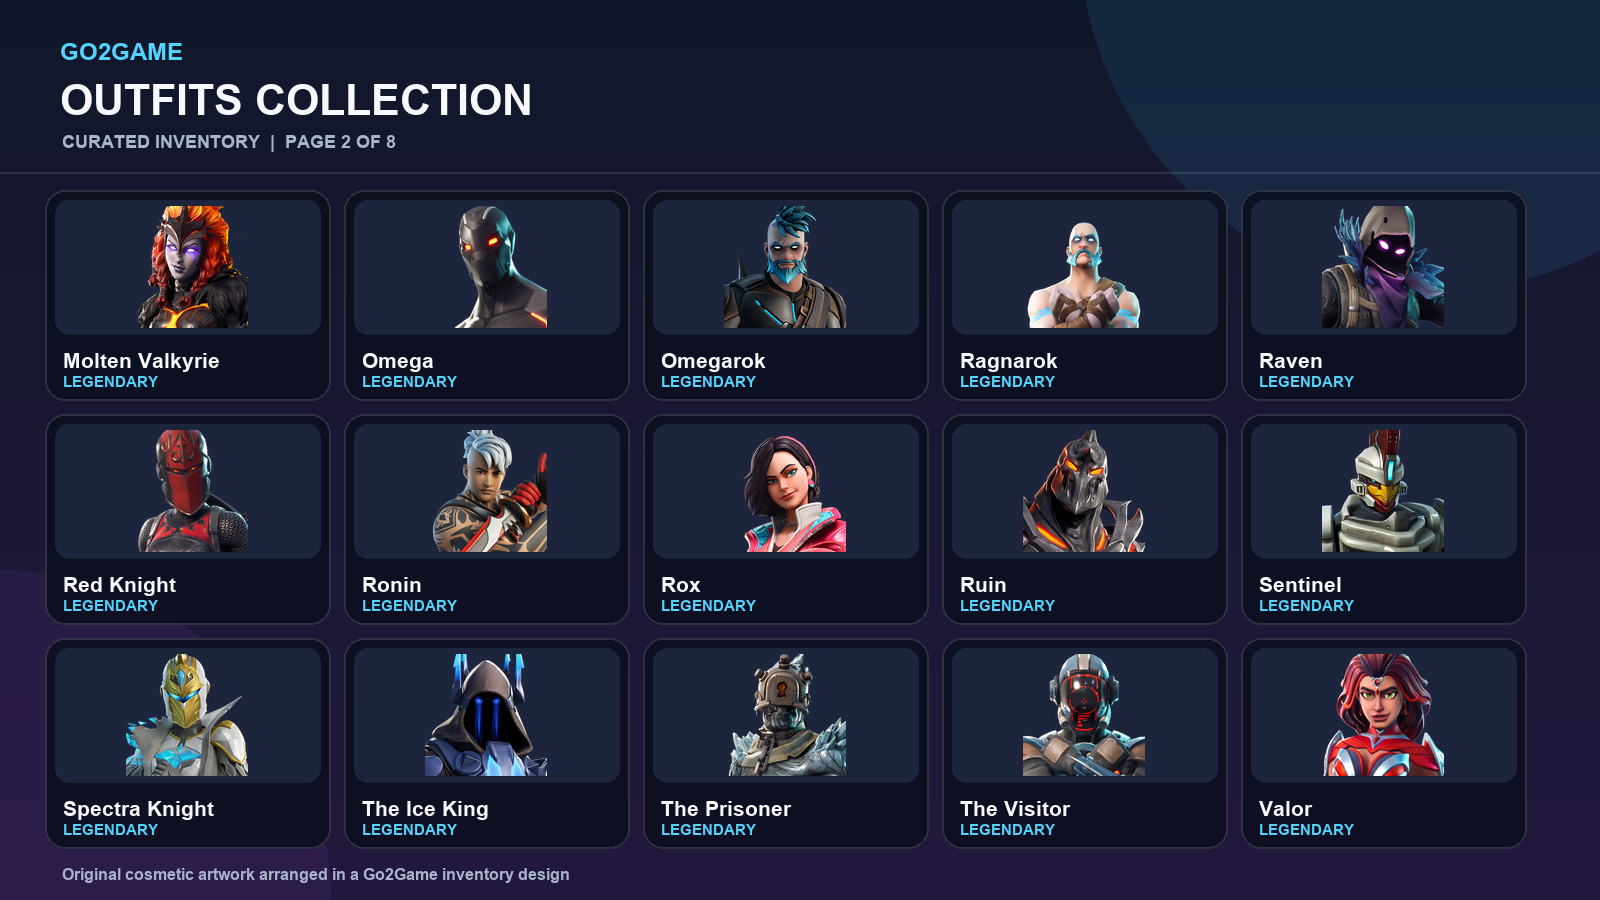 GO2GAME
OUTFITS COLLECTION
CURATED INVENTORY | PAGE 2 OF 8
Molten Valkyrie
LEGENDARY
Omega
LEGENDARY
Omegarok
LEGENDARY
Ragnarok
LEGENDARY
Raven
LEGENDARY
Red Knight
LEGENDARY
Ronin
LEGENDARY
Rox
LEGENDARY
Ruin
LEGENDARY
Sentinel
LEGENDARY
Spectra Knight
LEGENDARY
The Ice King
LEGENDARY
The Prisoner
LEGENDARY
The Visitor
LEGENDARY
Valor
LEGENDARY
Original cosmetic artwork arranged in a Go2Game inventory design